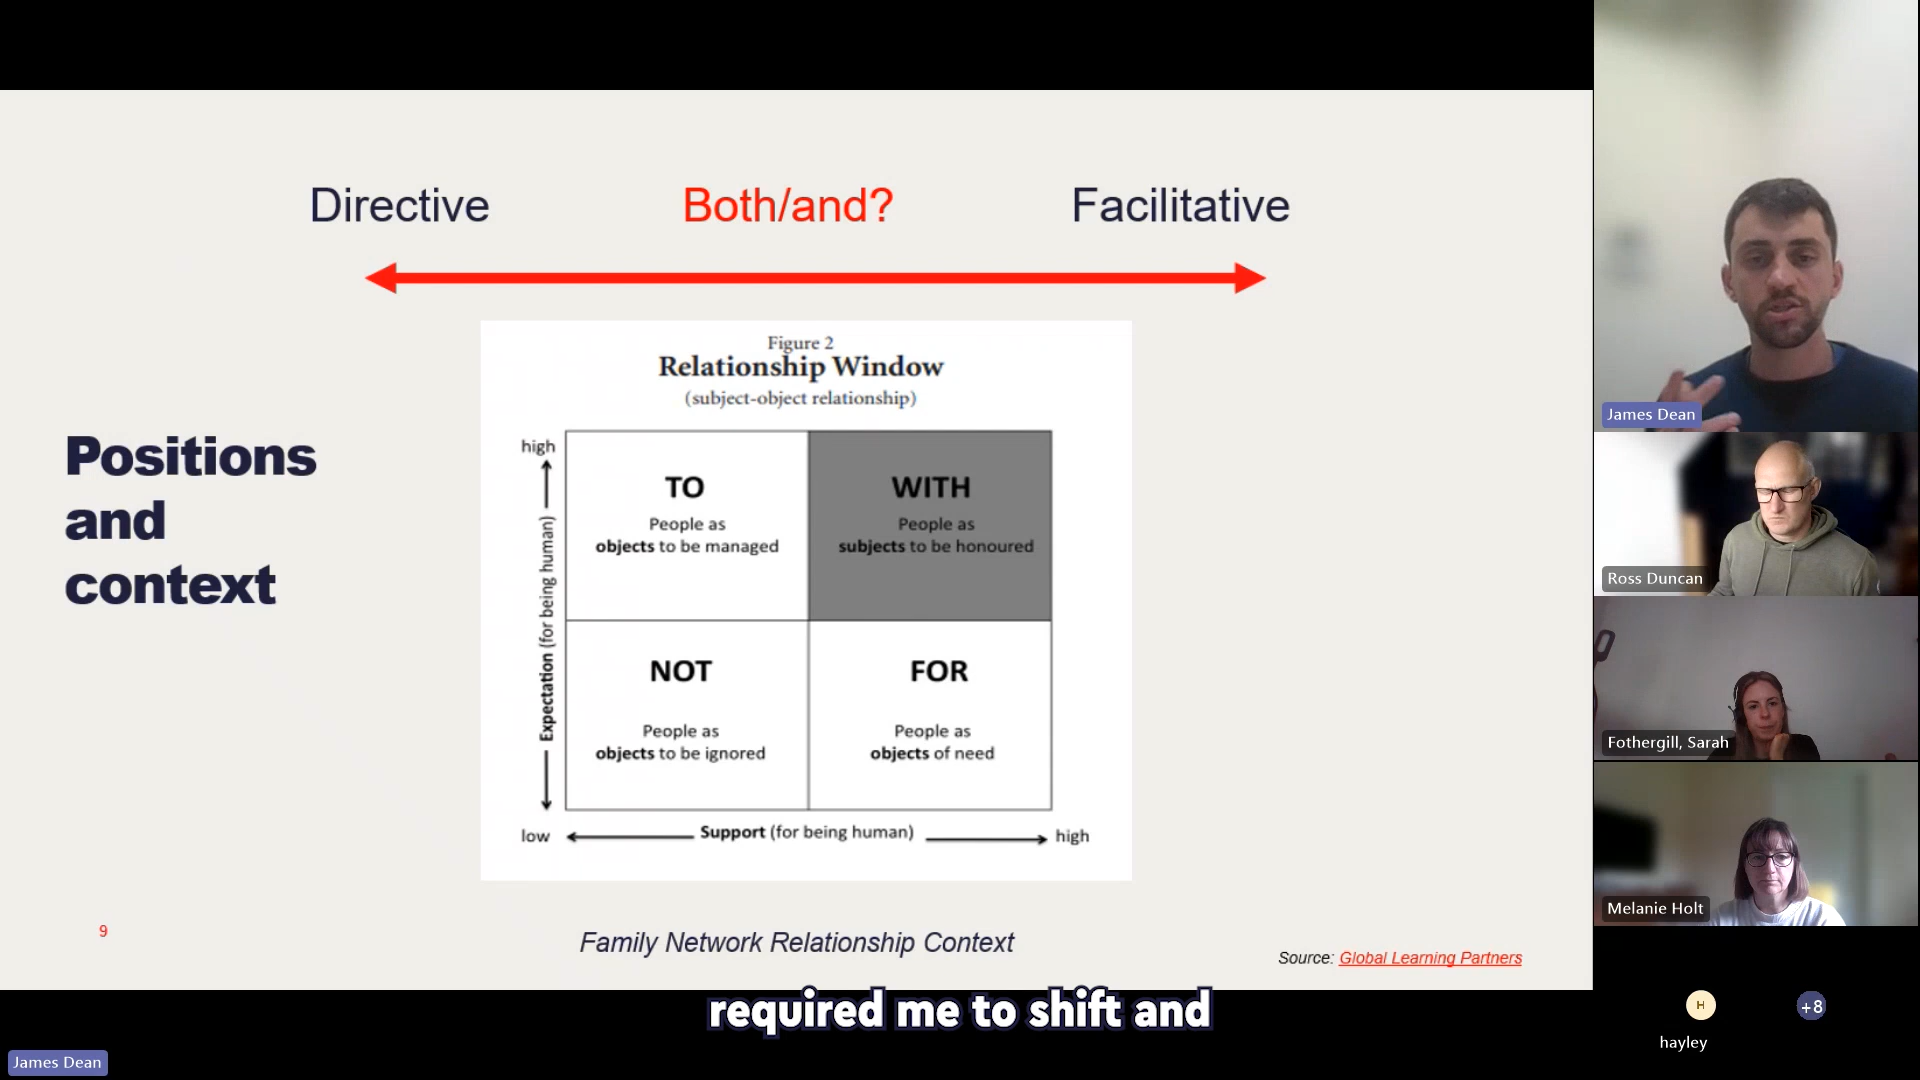 Directive
Both/and?
Facilitative
Positions
and
context
Figure 2
Relationship Window
(subject-object relationship)
high
Expectation (for being human)
TO
People as
objects to be managed
WITH
People as
subjects to be honoured
NOT
People as
objects to be ignored
FOR
People as
objects of need
low
Support (for being human)
high
9
Family Network Relationship Context
Source: Global Learning Partners
required me to shift and
James Dean
James Dean
Ross Duncan
Fothergill, Sarah
Melanie Holt
H
hayley
+8